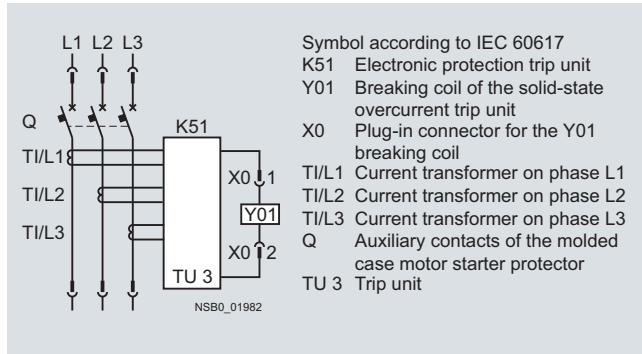 L1 L2 L3
Q
K51
TI/L1
X0 1
TI/L2
Y01
TI/L3
X0 2
TU 3
NSB0_01982
Symbol according to IEC 60617
K51 Electronic protection trip unit
Y01 Breaking coil of the solid-state
overcurrent trip unit
X0 Plug-in connector for the Y01
breaking coil
TI/L1 Current transformer on phase L1
TI/L2 Current transformer on phase L2
TI/L3 Current transformer on phase L3
Q Auxiliary contacts of the molded
case motor starter protector
TU 3 Trip unit